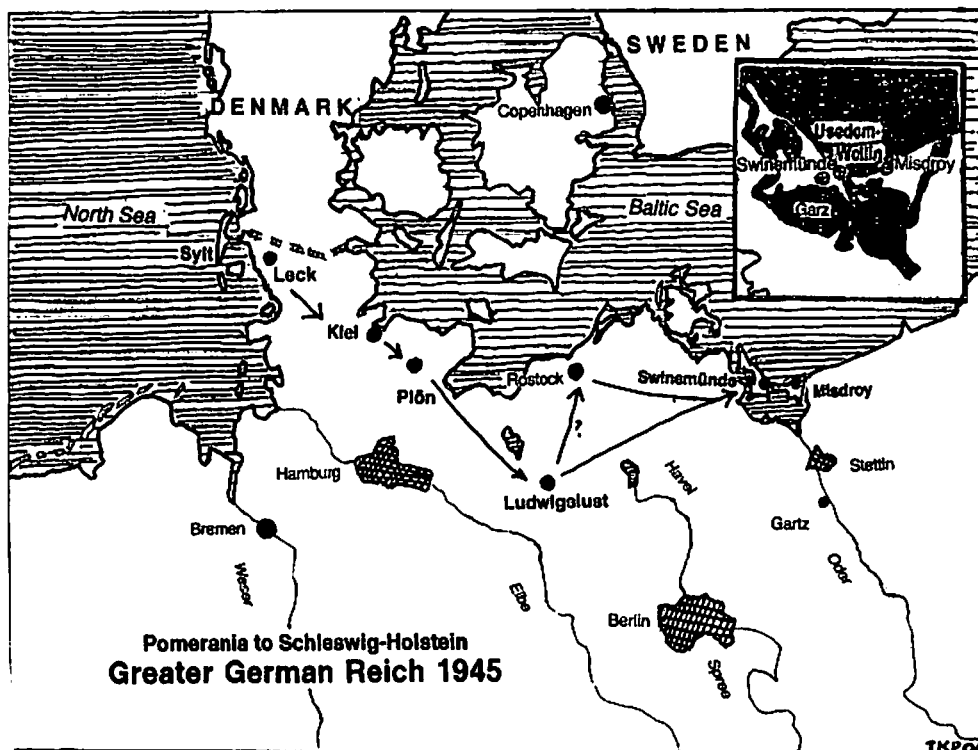 SWEDEN
DENMARK
Copenhagen
Usedom-
Wollin
Swinemünde
Misdroy
Garz
North Sea
Baltic Sea
Sylt
Leck
Kiel
Plön
Rostock
Swinemünde
Misdroy
?
Hamburg
Ludwigslust
Havel
Stettin
Gartz
Bremen
Weser
Elbe
Oder
Berlin
Spree
Pomerania to Schleswig-Holstein
Greater German Reich 1945